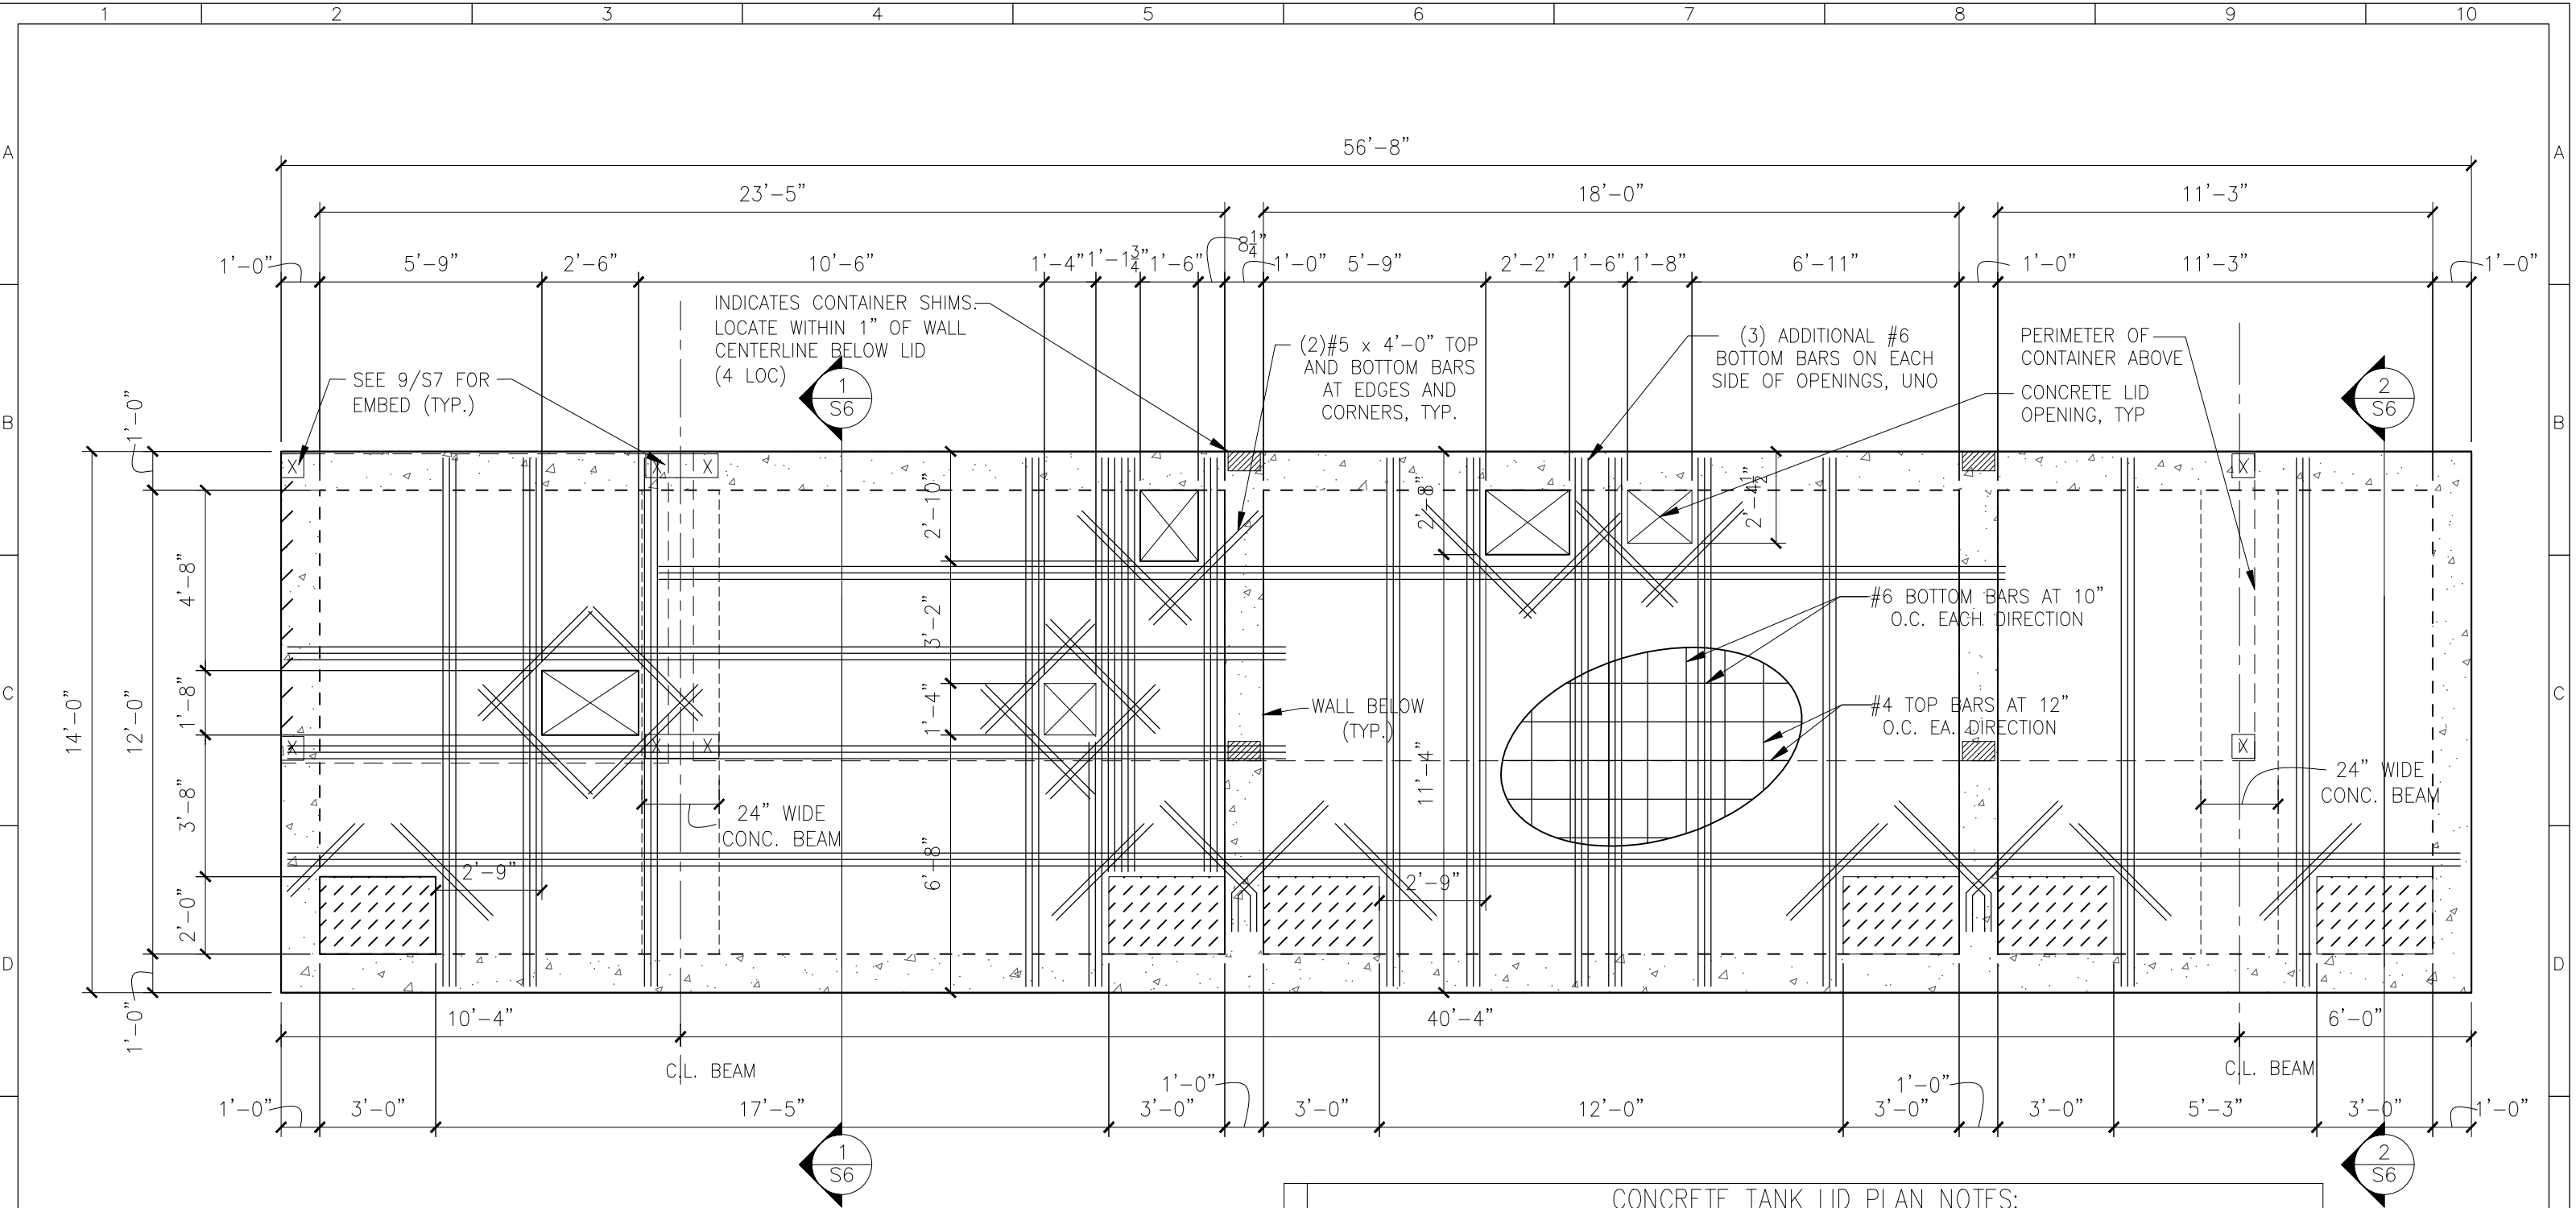 1 2 3 4 5 6 7 8 9 10
A A
56'-8"
23'-5" 18'-0" 11'-3"
1'-0" 5'-9" 2'-6" 10'-6" 1'-4" 1'-1 3/4" 1'-6" 8 1/4" 1'-0" 5'-9" 2'-2" 1'-6" 1'-8" 6'-11" 1'-0" 11'-3" 1'-0"
INDICATES CONTAINER SHIMS.
LOCATE WITHIN 1" OF WALL
CENTERLINE BELOW LID
(4 LOC)
SEE 9/S7 FOR
EMBED (TYP.)
1
S6
(2)#5 x 4'-0" TOP
AND BOTTOM BARS
AT EDGES AND
CORNERS, TYP.
(3) ADDITIONAL #6
BOTTOM BARS ON EACH
SIDE OF OPENINGS, UNO
PERIMETER OF
CONTAINER ABOVE
CONCRETE LID
OPENING, TYP
2
S6
B B
1'-0"
X X X X
2'-10" 2'-8" 2'-4 1/2"
4'-8"
3'-2"
#6 BOTTOM BARS AT 10"
O.C. EACH DIRECTION
C C
14'-0" 12'-0" 1'-8" 1'-4"
WALL BELOW
(TYP.)
#4 TOP BARS AT 12"
O.C. EA. DIRECTION
X X X X
11'-4"
3'-8"
24" WIDE
CONC. BEAM
24" WIDE
CONC. BEAM
6'-8"
2'-9" 2'-9"
2'-0"
D D
1'-0"
10'-4" 40'-4" 6'-0"
C.L. BEAM C.L. BEAM
1'-0" 1'-0"
1'-0" 3'-0" 17'-5" 3'-0" 3'-0" 12'-0" 3'-0" 3'-0" 5'-3" 3'-0" 1'-0"
1
S6
2
S6
CONCRETE TANK LID PLAN NOTES: